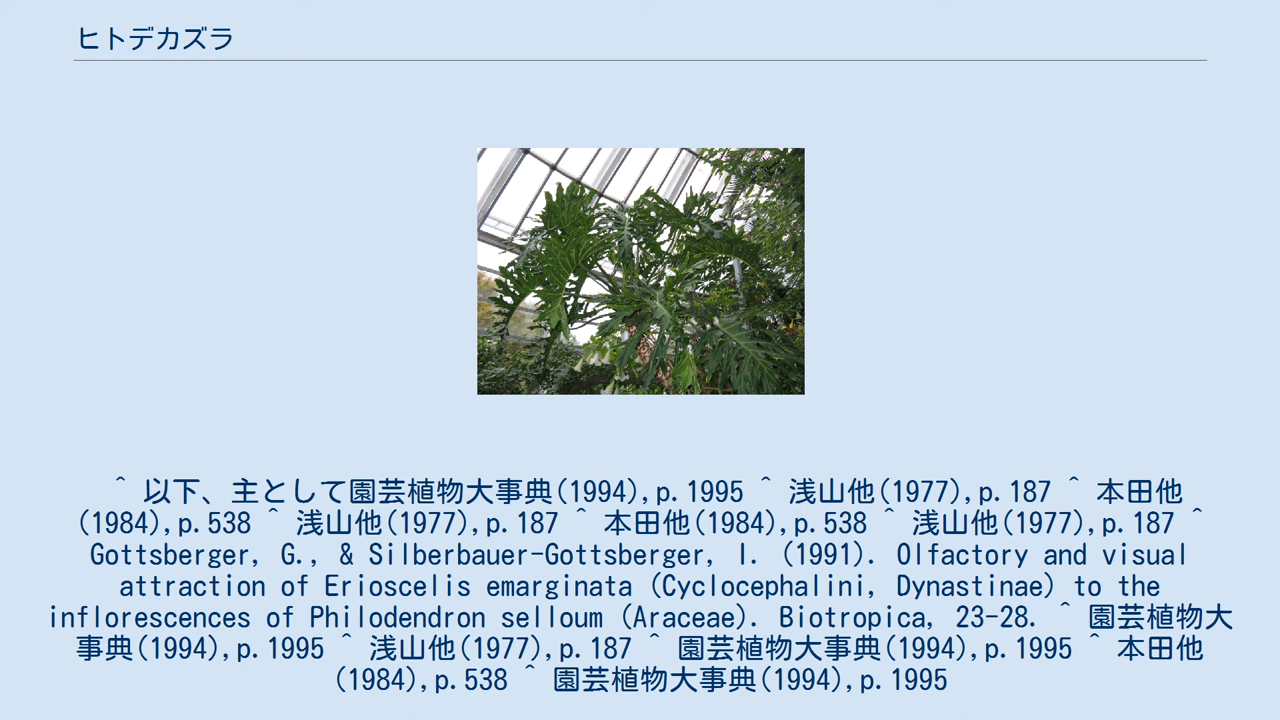 ヒトデカズラ
^ 以下、主として園芸植物大事典(1994),p.1995 ^ 浅山他(1977),p.187 ^ 本田他
(1984),p.538 ^ 浅山他(1977),p.187 ^ 本田他(1984),p.538 ^ 浅山他(1977),p.187 ^
Gottsberger, G., & Silberbauer-Gottsberger, I. (1991). Olfactory and visual
attraction of Erioscelis emarginata (Cyclocephalini, Dynastinae) to the
inflorescences of Philodendron selloum (Araceae). Biotropica, 23-28. ^ 園芸植物大
事典(1994),p.1995 ^ 浅山他(1977),p.187 ^ 園芸植物大事典(1994),p.1995 ^ 本田他
(1984),p.538 ^ 園芸植物大事典(1994),p.1995